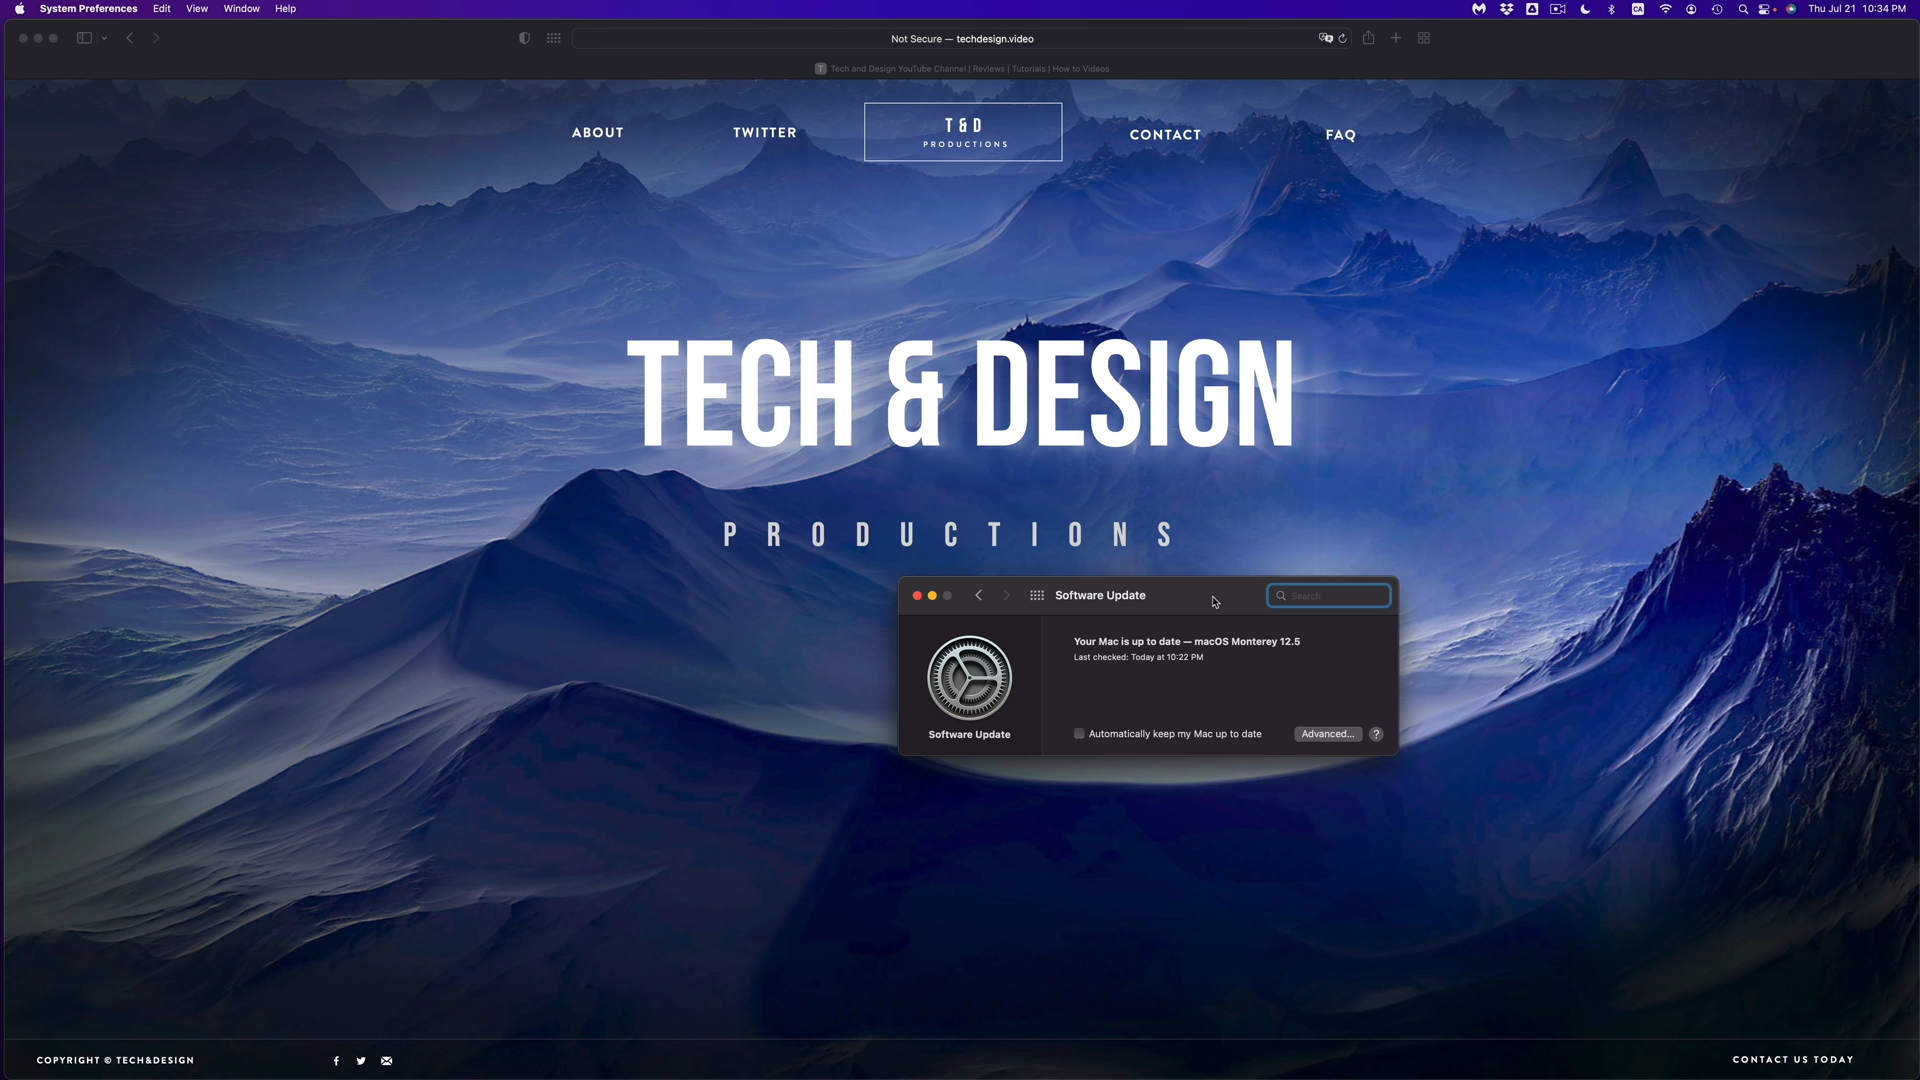 System Preferences Edit View Window Help
CA
Thu Jul 21 10:34 PM
Not Secure — techdesign.video
T Tech and Design YouTube Channel | Reviews | Tutorials | How to Videos
ABOUT
TWITTER
T&D
PRODUCTIONS
CONTACT
FAQ
TECH & DESIGN
PRODUCTIONS
Software Update
Search
Your Mac is up to date — macOS Monterey 12.5
Last checked: Today at 10:22 PM
Software Update
Automatically keep my Mac up to date
Advanced...
?
COPYRIGHT © TECH&DESIGN
CONTACT US TODAY